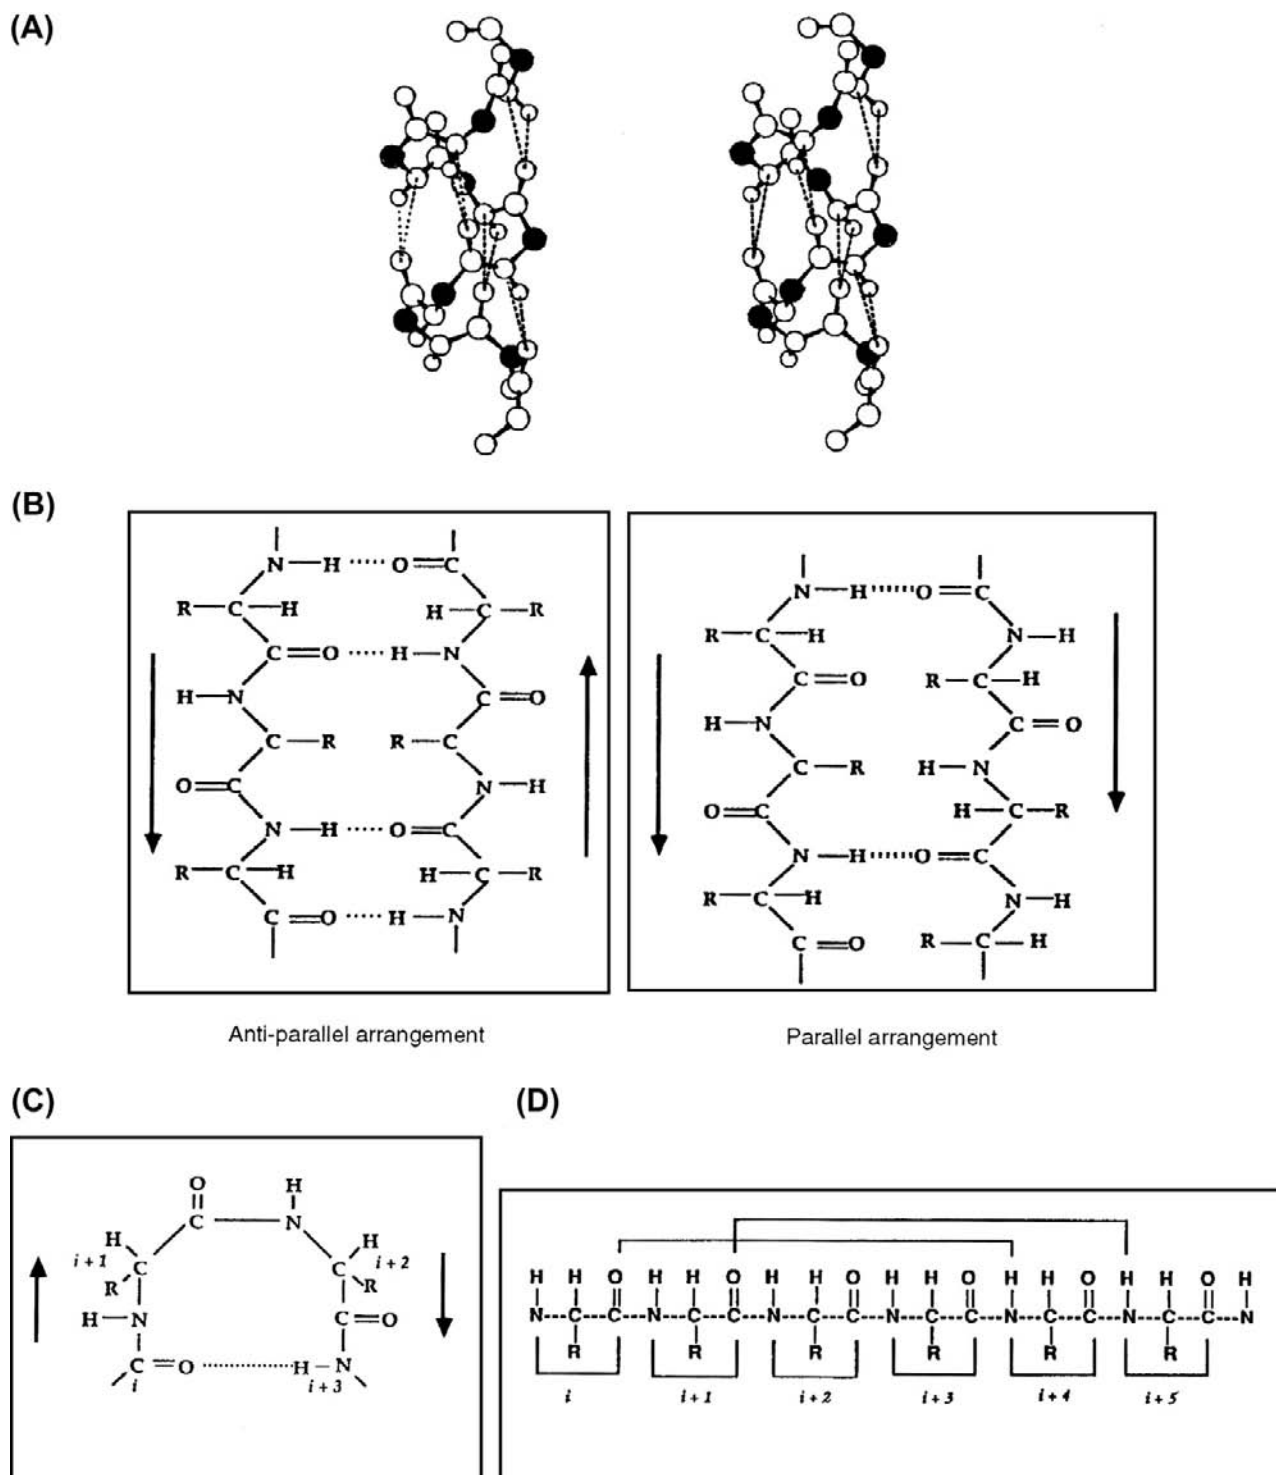 (A)
(B)
N—H ······ O=C
R—C—H H—C—R
C=O ····· H—N
H—N C=O
C—R R—C
O=C N—H
N—H ····· O=C
R—C—H H—C—R
C=O ····· H—N
Anti-parallel arrangement
N—H ······ O=C
R—C—H N—H
C=O R—C—H
H—N C=O
C—R H—N
O=C H—C—R
N—H ······ O=C
R—C—H N—H
C=O R—C—H
Parallel arrangement
(C)
O H
C — N
H H
i + 1 C C i + 2
R R
H—N C=O
C=O ············ H—N
i i + 3
(D)
H H O H H O H H O H H O H H O H H O H
N C C N C C N C C N C C N C C N C C N
R R R R R R
i i + 1 i + 2 i + 3 i + 4 i + 5